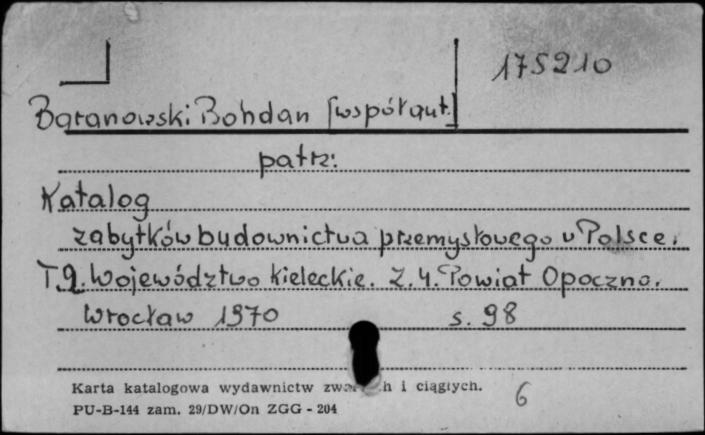 175210
Baranowski Bohdan [współaut.]
patrz:
Katalog
zabytków budownictwa przemysłowego w Polsce.
T.2. Województwo kieleckie. Z.4. Powiat Opoczno.
Wrocław 1970 s. 98
Karta katalogowa wydawnictw i ciągłych.
6
PU-B-144 zam. 29/DW/On ZGG - 204